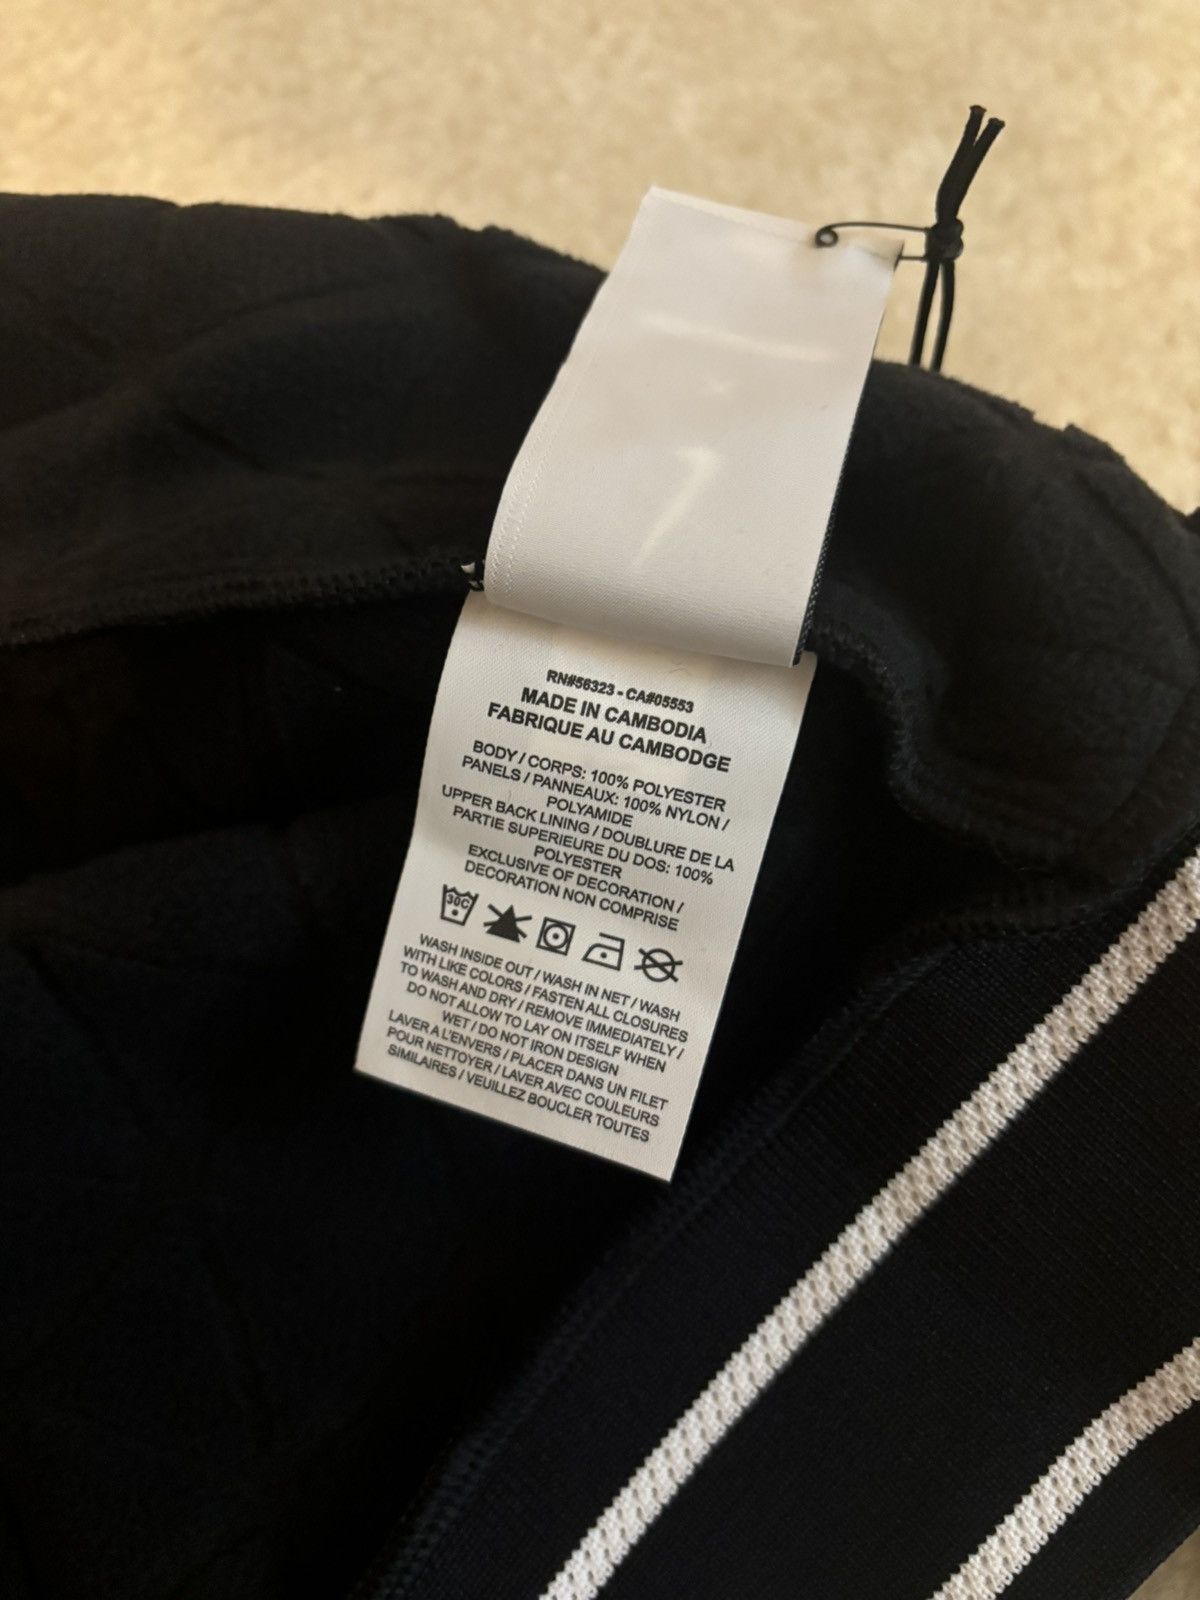 RN#56323 - CA#05553
MADE IN CAMBODIA
FABRIQUE AU CAMBODGE
BODY / CORPS: 100% POLYESTER
PANELS / PANNEAUX: 100% NYLON /
POLYAMIDE
UPPER BACK LINING / DOUBLURE DE LA
PARTIE SUPERIEURE DU DOS: 100%
POLYESTER
EXCLUSIVE OF DECORATION /
DECORATION NON COMPRISE
30C
WASH INSIDE OUT / WASH IN NET / WASH
WITH LIKE COLORS / FASTEN ALL CLOSURES
TO WASH AND DRY / REMOVE IMMEDIATELY /
DO NOT ALLOW TO LAY ON ITSELF WHEN
WET / DO NOT IRON DESIGN
LAVER A L'ENVERS / PLACER DANS UN FILET
POUR NETTOYER / LAVER AVEC COULEURS
SIMILAIRES / VEUILLEZ BOUCLER TOUTES